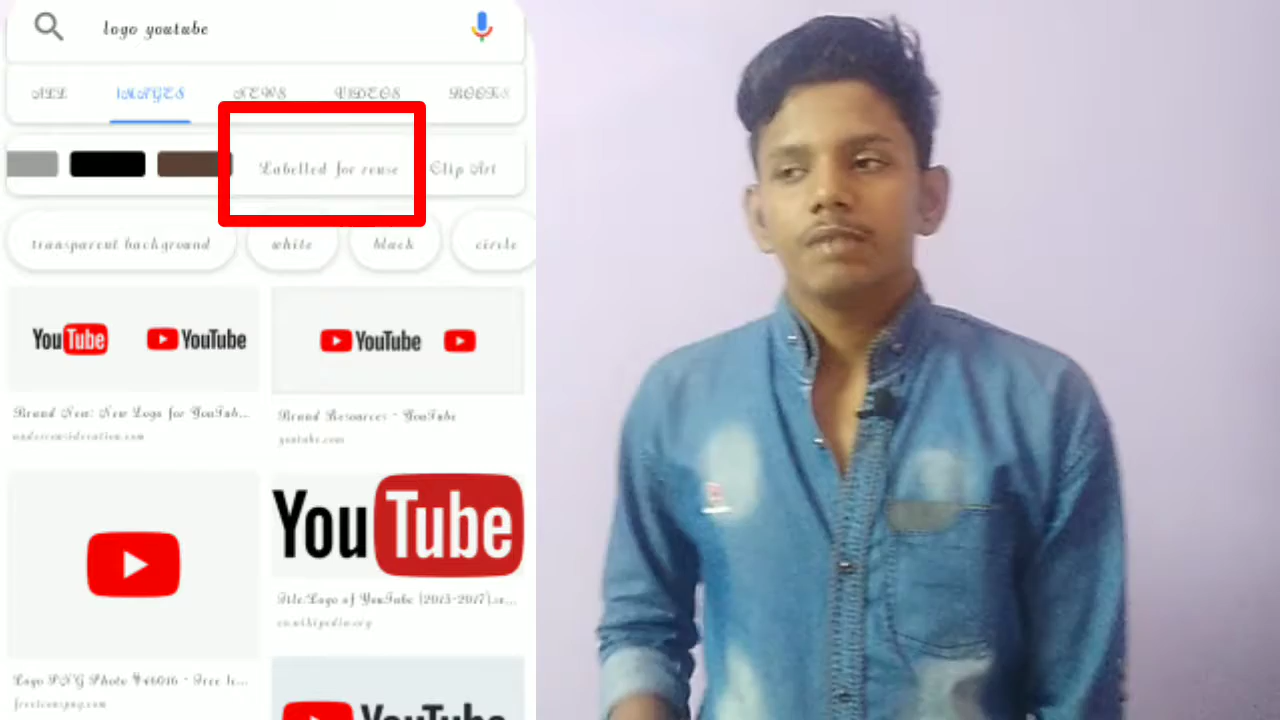 logo youtube
ALL IMAGES NEWS VIDEOS BOOKS
Labelled for reuse Clip Art
transparent background white black circle
YouTube YouTube
YouTube
Brand New: New Logo for YouTub...
underconsideration.com
Brand Resources - YouTube
youtube.com
YouTube
File:Logo of YouTube (2015-2017).sv...
en.wikipedia.org
Logo PNG Photo #46016 - Free Ic...
freeiconspng.com
YouTube